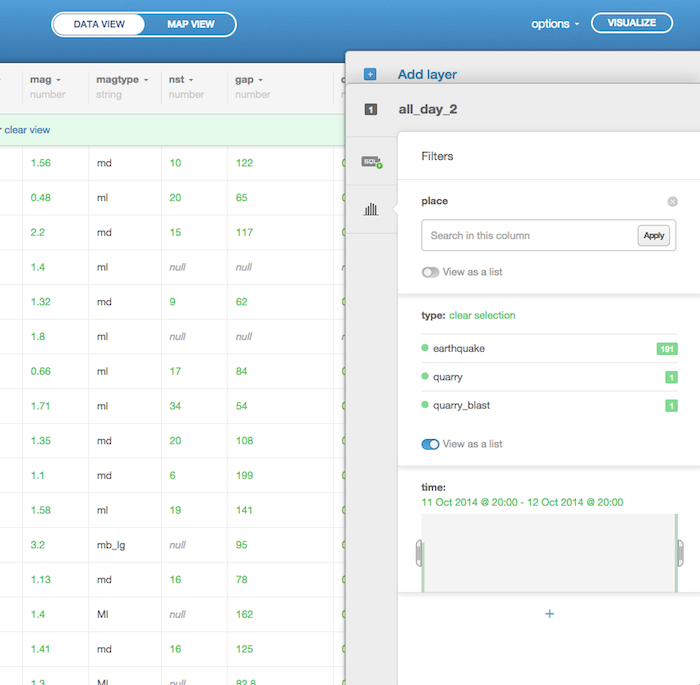 DATA VIEW MAP VIEW options VISUALIZE
mag magtype nst gap
number string number number
clear view
1.56 md 10 122
0.48 ml 20 65
2.2 md 15 117
1.4 ml null null
1.32 md 9 62
1.8 ml null null
0.66 ml 17 84
1.71 ml 34 54
1.35 md 20 108
1.1 md 6 199
1.58 ml 19 141
3.2 mb_lg null 95
1.13 md 16 78
1.4 Ml null 162
1.41 md 16 125
1.3 Ml null 82.8
Add layer
1 all_day_2
SQL
Filters
place
Search in this column Apply
View as a list
type: clear selection
earthquake 191
quarry 1
quarry_blast 1
View as a list
time:
11 Oct 2014 @ 20:00 - 12 Oct 2014 @ 20:00